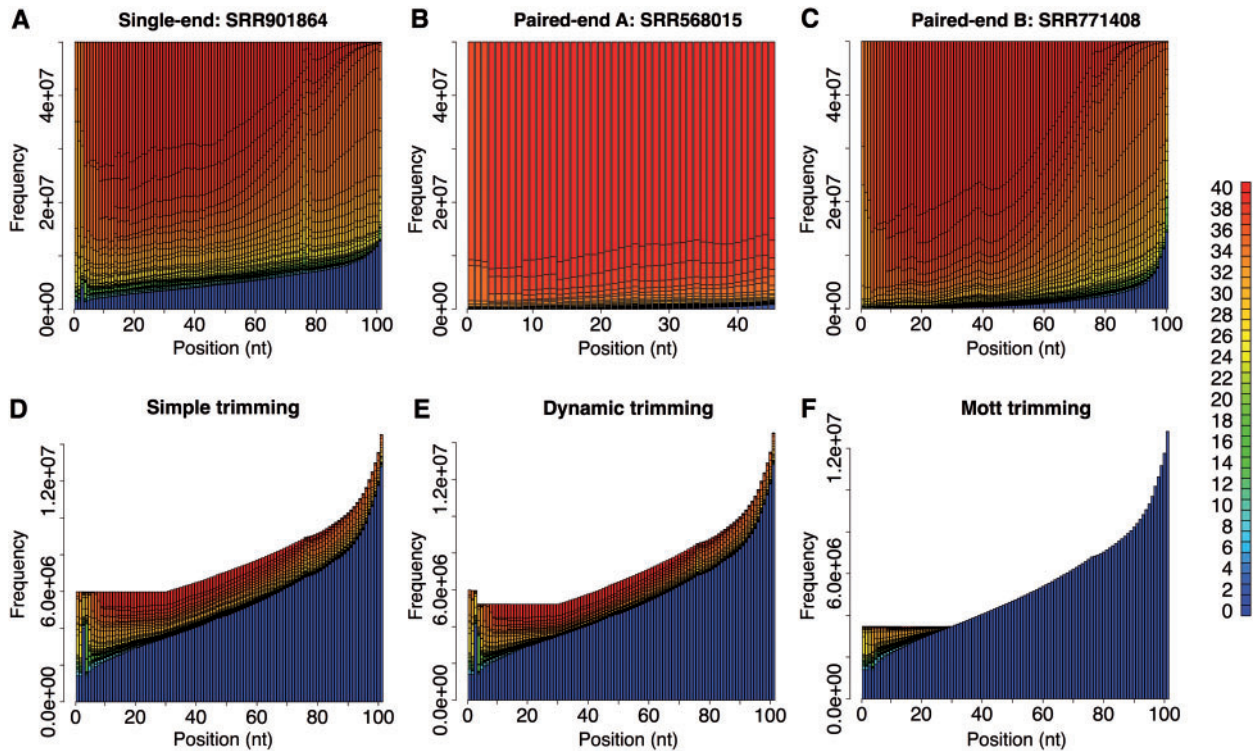 A Single-end: SRR901864
Frequency
4e+07
2e+07
0e+00
0 20 40 60 80 100
Position (nt)
Paired-end A: SRR568015
B
Frequency
4e+07
2e+07
0e+00
0 10 20 30 40
Position (nt)
C Paired-end B: SRR771408
Frequency
4e+07
2e+07
0e+00
0 20 40 60 80 100
Position (nt)
40
38
36
34
32
30
28
26
24
22
20
18
16
14
12
10
8
6
4
2
0
D Simple trimming
Frequency
1.2e+07
6.0e+06
0.0e+00
0 20 40 60 80 100
Position (nt)
E Dynamic trimming
Frequency
1.2e+07
6.0e+06
0.0e+00
0 20 40 60 80 100
Position (nt)
F Mott trimming
Frequency
1.2e+07
6.0e+06
0.0e+00
0 20 40 60 80 100
Position (nt)